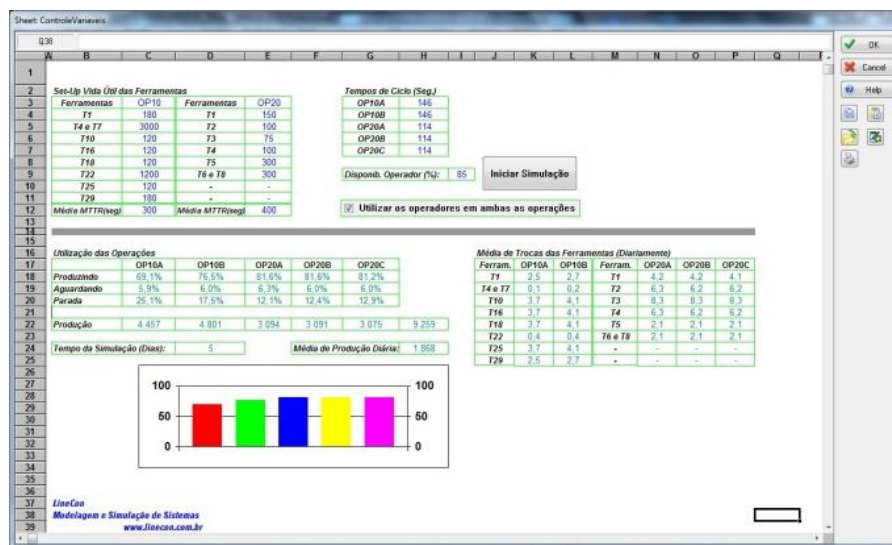 Sheet: ControleVariaveis
Q38
OK
Cancel
Help
B C D E F G H I J K L M N O P Q
Set-Up Vida Útil das Ferramentas
Ferramentas OP10 Ferramentas OP20
T1 180 T1 150
T4 e T7 3000 T2 100
T10 120 T3 75
T16 120 T4 100
T18 120 T5 300
T22 1200 T6 e T8 300
T25 120 - -
T29 180 - -
Média MTTR(seg) 300 Média MTTR(seg) 400
Tempos de Ciclo (Seg.)
OP10A 146
OP10B 146
OP20A 114
OP20B 114
OP20C 114
Disponib. Operador (%): 85
Iniciar Simulação
Utilizar os operadores em ambas as operações
Utilização das Operações
OP10A OP10B OP20A OP20B OP20C
Produzindo 69,1% 76,5% 81,6% 81,6% 81,2%
Aguardando 5,9% 6,0% 6,3% 6,0% 6,0%
Parada 25,1% 17,5% 12,1% 12,4% 12,9%
Produção 4.457 4.801 3.094 3.091 3.075 9.259
Tempo da Simulação (Dias): 5 Média de Produção Diária: 1.868
Média de Trocas das Ferramentas (Diariamente)
Ferram. OP10A OP10B Ferram. OP20A OP20B OP20C
T1 2,5 2,7 T1 4,2 4,2 4,1
T4 e T7 0,1 0,2 T2 6,3 6,2 6,2
T10 3,7 4,1 T3 8,3 8,3 8,3
T16 3,7 4,1 T4 6,3 6,2 6,2
T18 3,7 4,1 T5 2,1 2,1 2,1
T22 0,4 0,4 T6 e T8 2,1 2,1 2,1
T25 3,7 4,1 - - - -
T29 2,5 2,7 - - - -
100 100
50 50
0 0
LineCon
Modelagem e Simulação de Sistemas
www.linecon.com.br